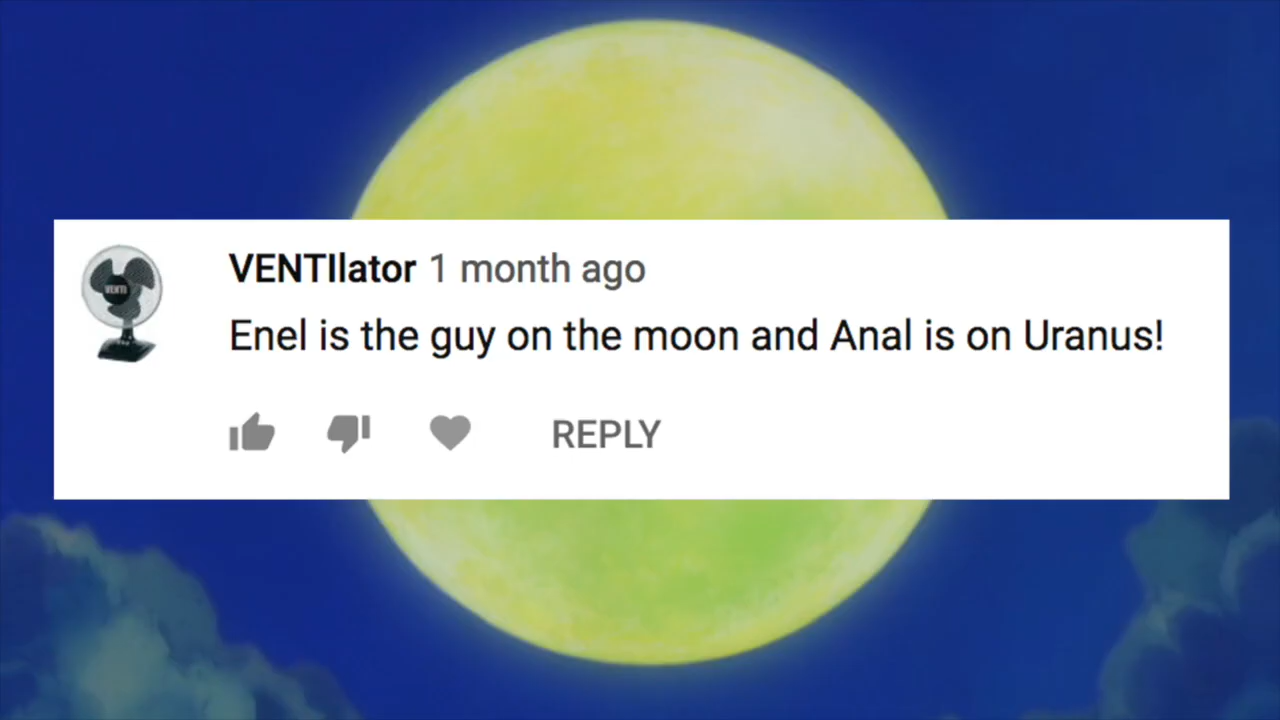 VENTIlator 1 month ago
Enel is the guy on the moon and Anal is on Uranus!
REPLY